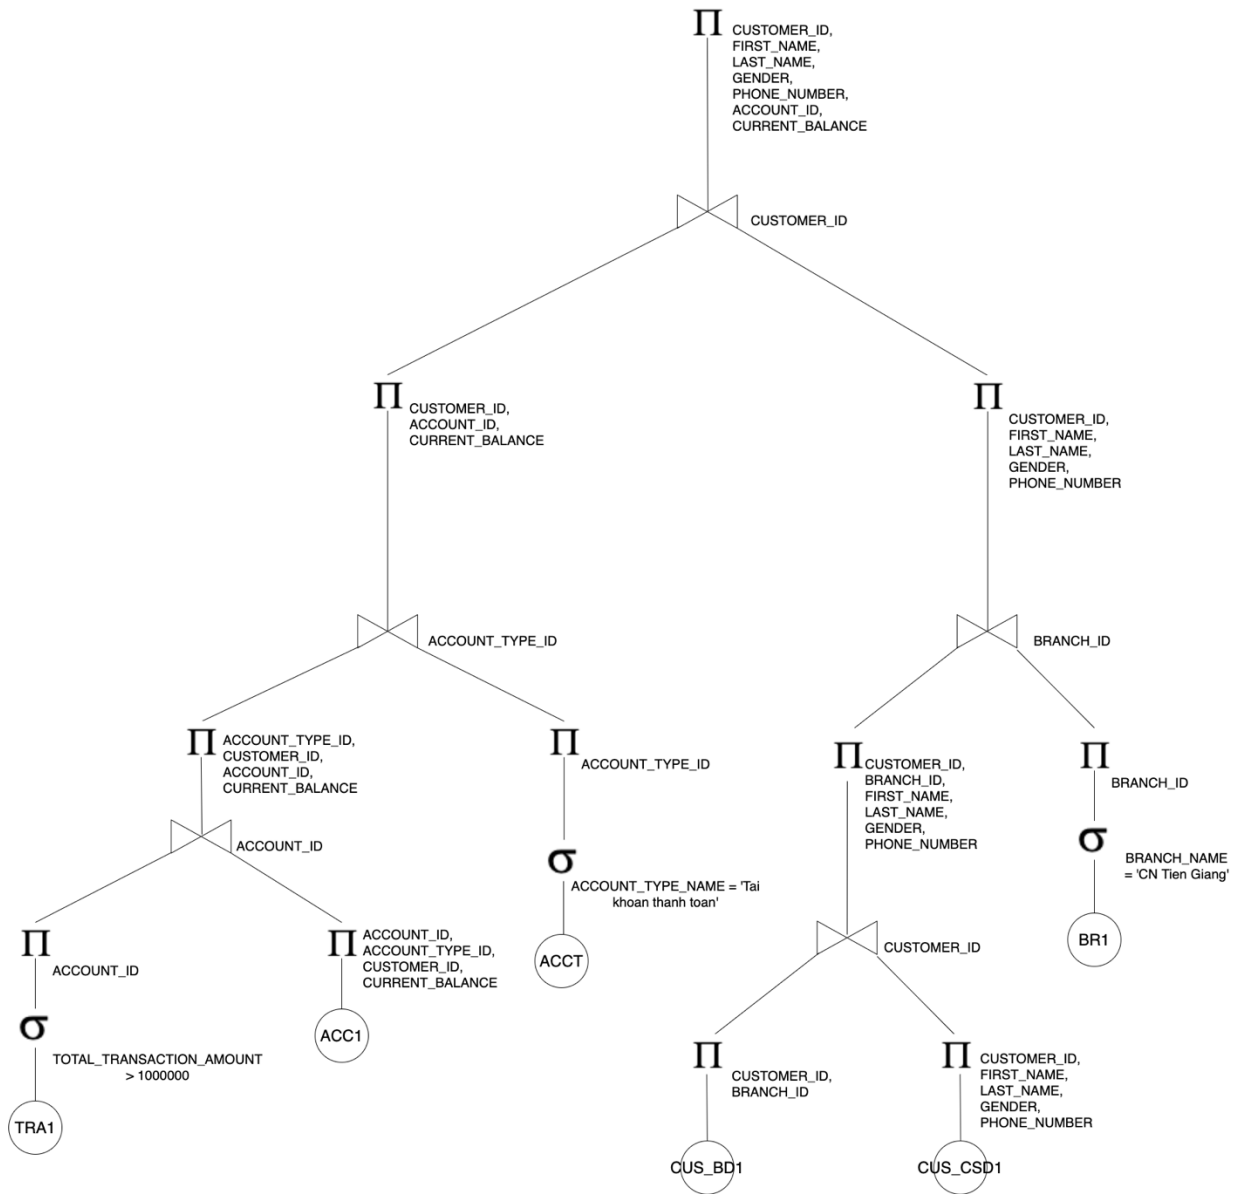 Π
CUSTOMER_ID,
FIRST_NAME,
LAST_NAME,
GENDER,
PHONE_NUMBER,
ACCOUNT_ID,
CURRENT_BALANCE
CUSTOMER_ID
Π
CUSTOMER_ID,
ACCOUNT_ID,
CURRENT_BALANCE
Π
CUSTOMER_ID,
FIRST_NAME,
LAST_NAME,
GENDER,
PHONE_NUMBER
ACCOUNT_TYPE_ID
BRANCH_ID
Π
ACCOUNT_TYPE_ID,
CUSTOMER_ID,
ACCOUNT_ID,
CURRENT_BALANCE
Π
ACCOUNT_TYPE_ID
Π
CUSTOMER_ID,
BRANCH_ID,
FIRST_NAME,
LAST_NAME,
GENDER,
PHONE_NUMBER
Π
BRANCH_ID
ACCOUNT_ID
σ
ACCOUNT_TYPE_NAME = 'Tai
khoan thanh toan'
σ
BRANCH_NAME
= 'CN Tien Giang'
Π
ACCOUNT_ID
Π
ACCOUNT_ID,
ACCOUNT_TYPE_ID,
CUSTOMER_ID,
CURRENT_BALANCE
ACCT
CUSTOMER_ID
BR1
σ
TOTAL_TRANSACTION_AMOUNT
> 1000000
ACC1
Π
CUSTOMER_ID,
BRANCH_ID
Π
CUSTOMER_ID,
FIRST_NAME,
LAST_NAME,
GENDER,
PHONE_NUMBER
TRA1
CUS_BD1
CUS_CSD1